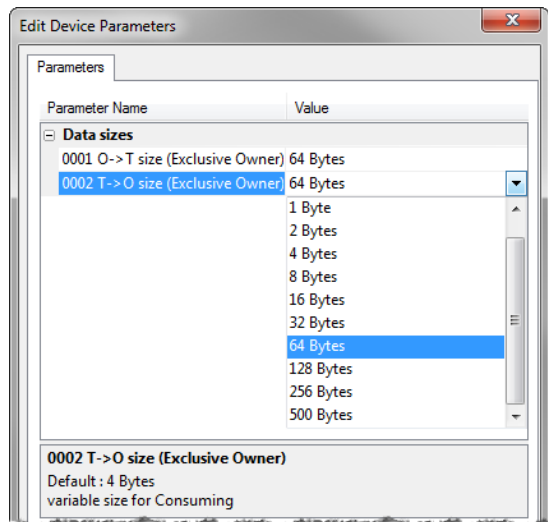 Edit Device Parameters
Parameters
Parameter Name Value
Data sizes
0001 O->T size (Exclusive Owner) 64 Bytes
0002 T->O size (Exclusive Owner) 64 Bytes
1 Byte
2 Bytes
4 Bytes
8 Bytes
16 Bytes
32 Bytes
64 Bytes
128 Bytes
256 Bytes
500 Bytes
0002 T->O size (Exclusive Owner)
Default : 4 Bytes
variable size for Consuming